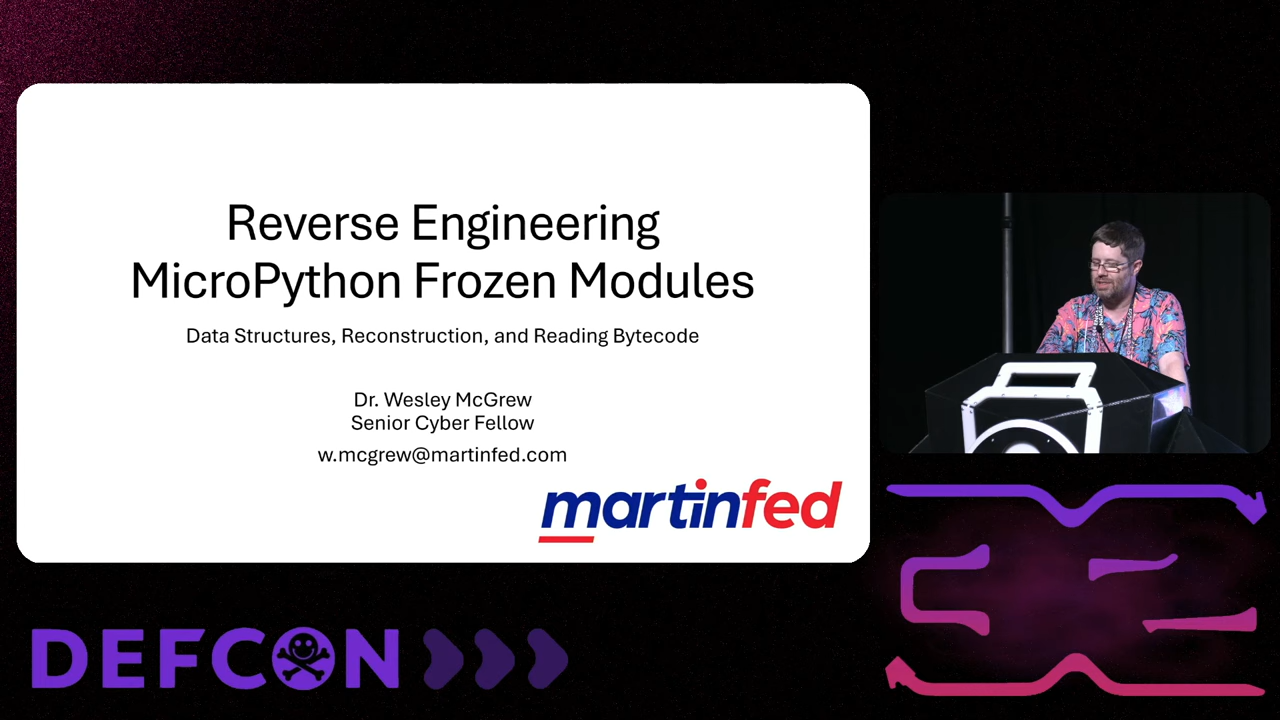 Reverse Engineering
MicroPython Frozen Modules
Data Structures, Reconstruction, and Reading Bytecode
Dr. Wesley McGrew
Senior Cyber Fellow
w.mcgrew@martinfed.com
martinfed
DEFCON